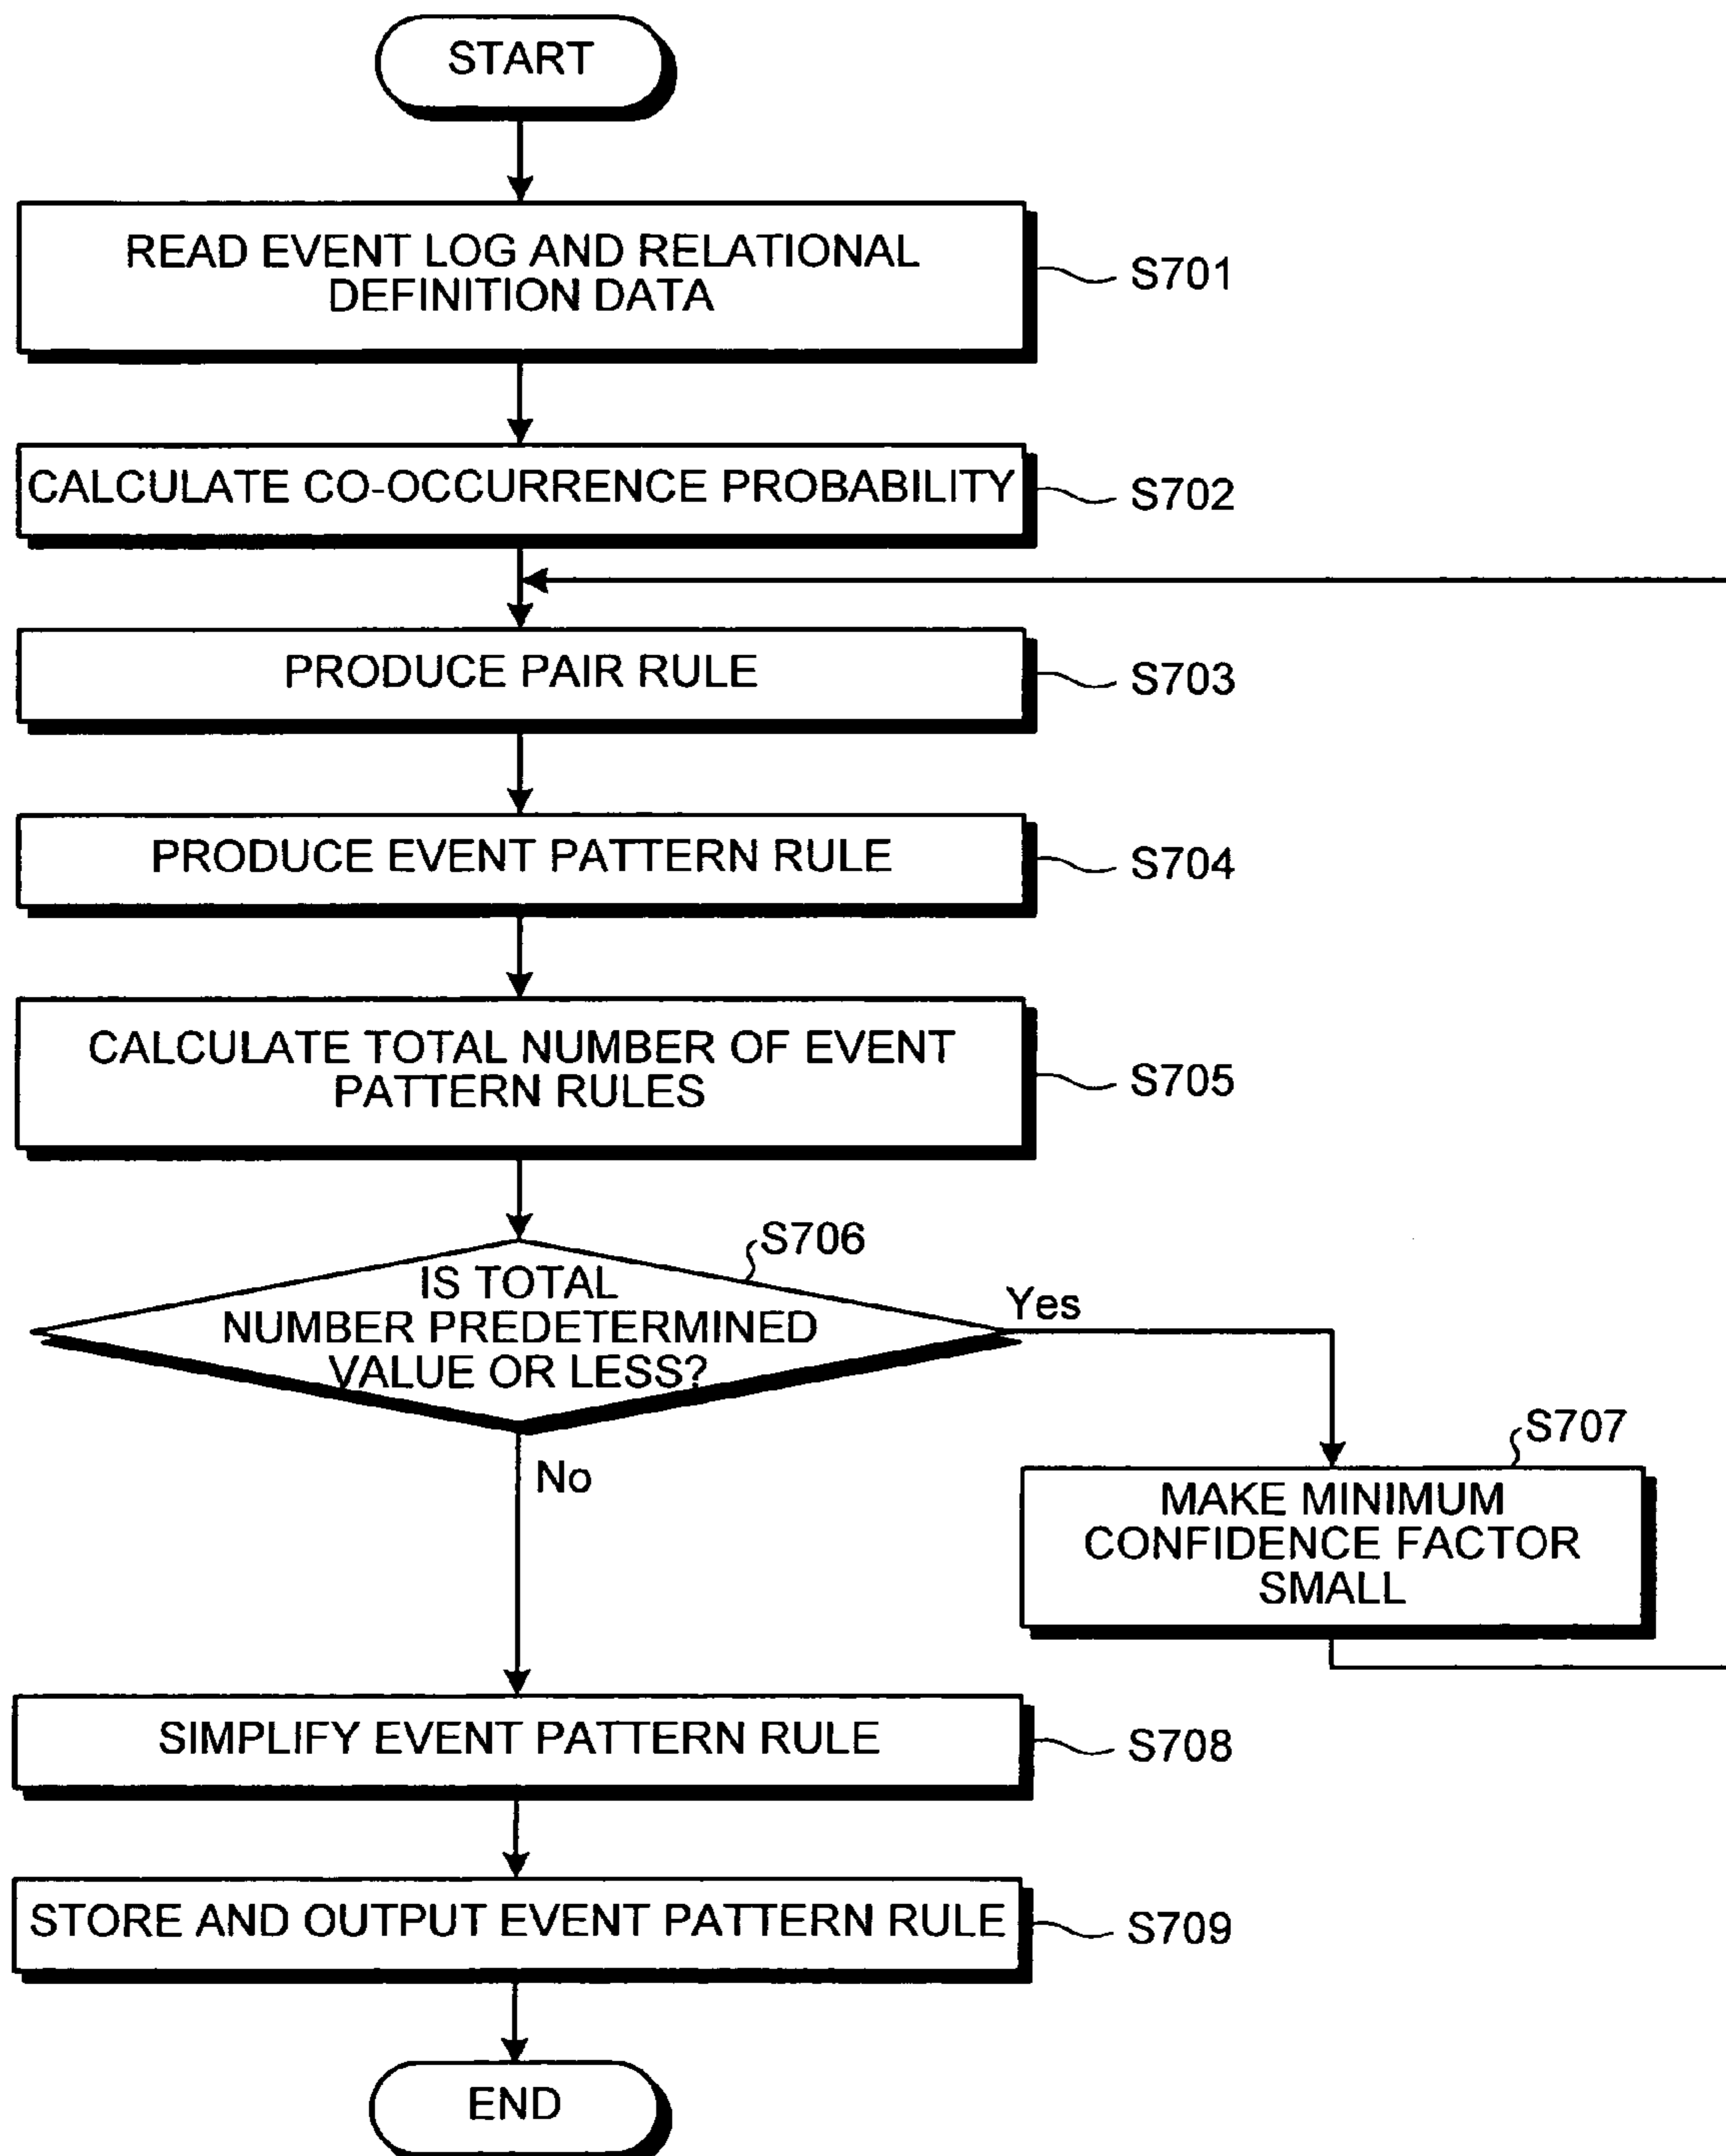 START
READ EVENT LOG AND RELATIONAL
DEFINITION DATA
S701
CALCULATE CO-OCCURRENCE PROBABILITY
S702
PRODUCE PAIR RULE
S703
PRODUCE EVENT PATTERN RULE
S704
CALCULATE TOTAL NUMBER OF EVENT
PATTERN RULES
S705
S706
IS TOTAL
NUMBER PREDETERMINED
VALUE OR LESS?
Yes
No
S707
MAKE MINIMUM
CONFIDENCE FACTOR
SMALL
SIMPLIFY EVENT PATTERN RULE
S708
STORE AND OUTPUT EVENT PATTERN RULE
S709
END